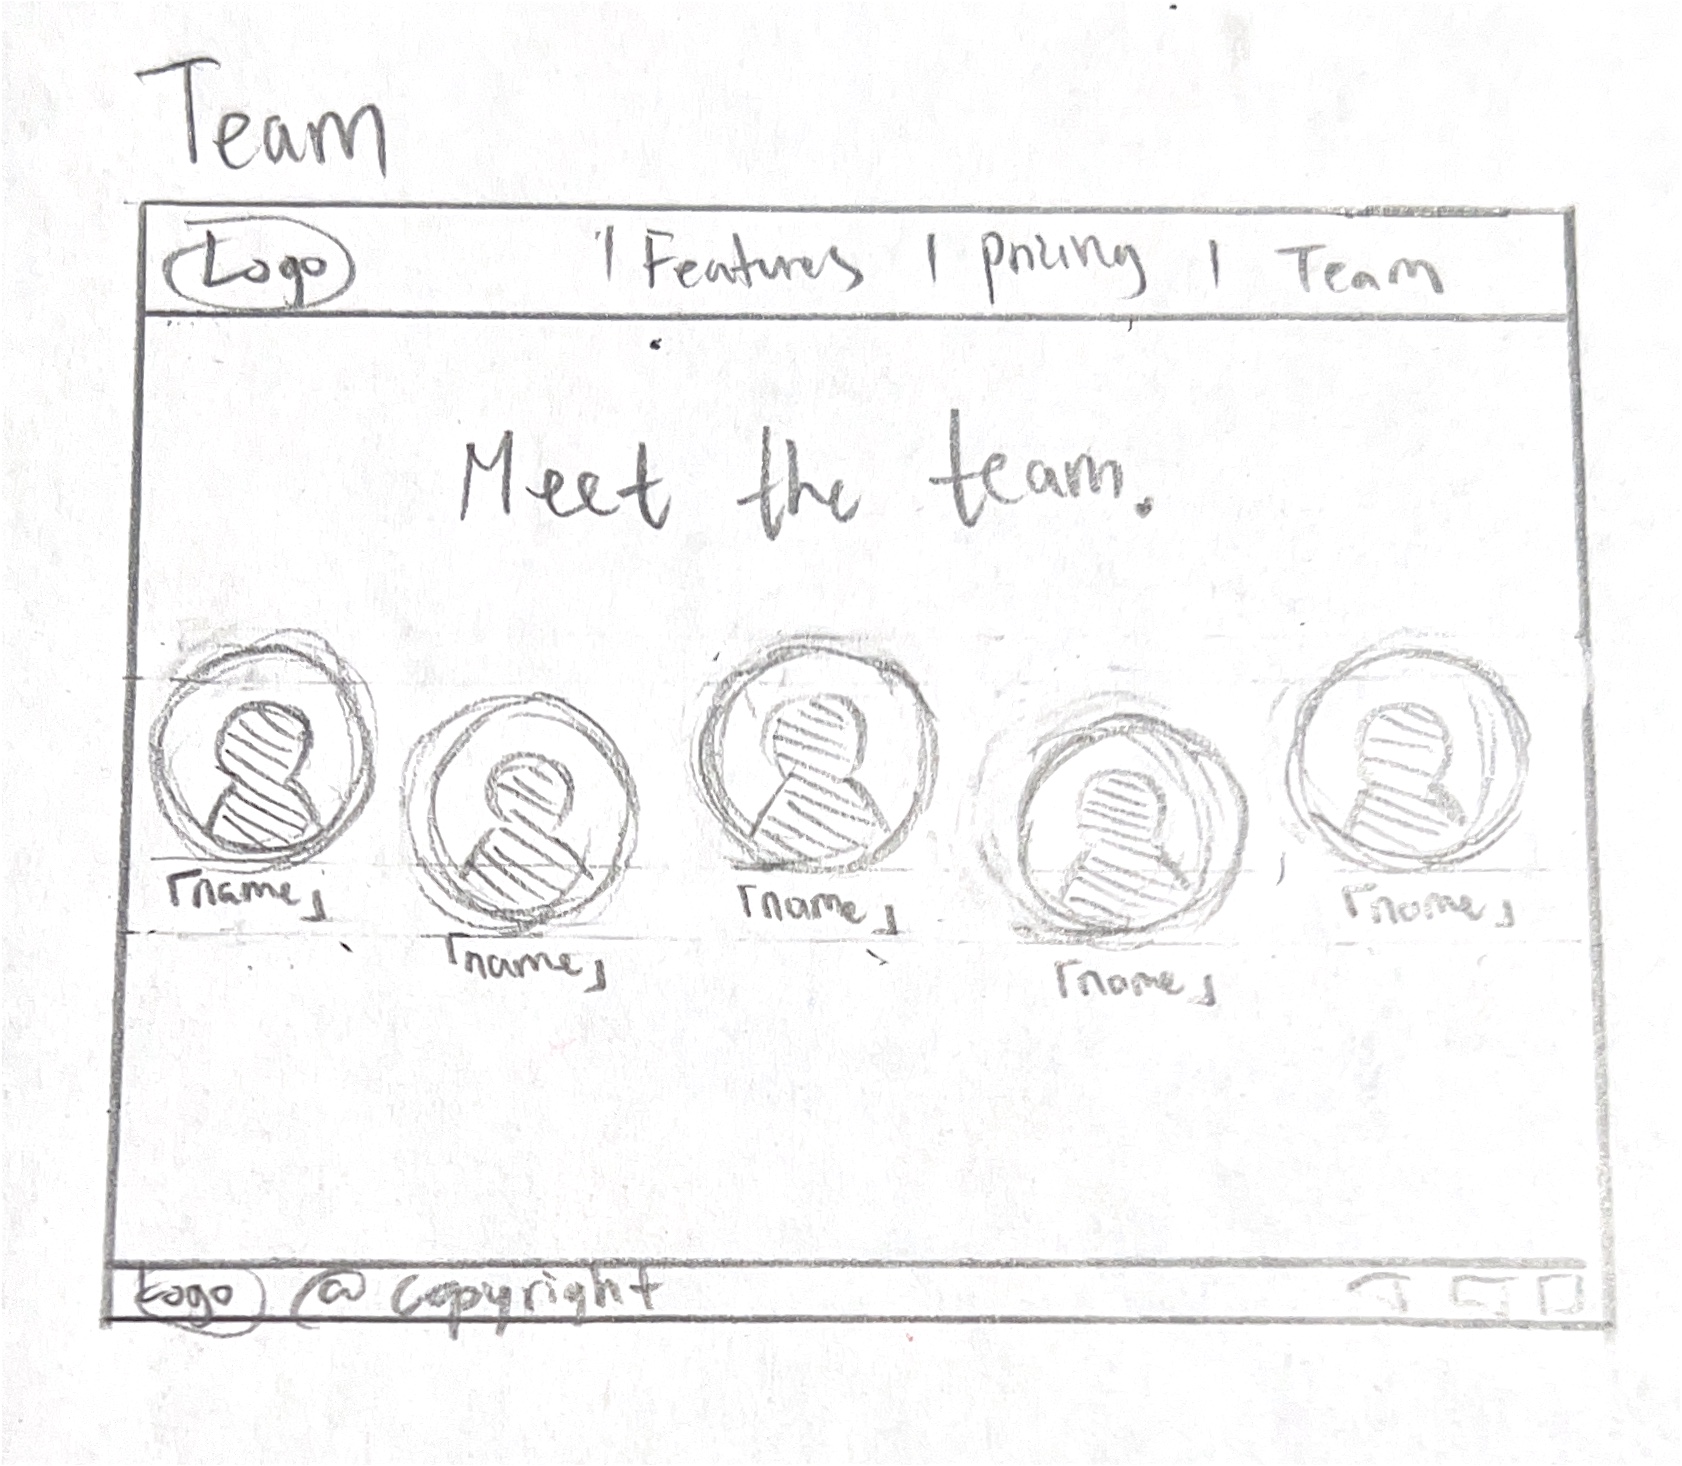 Team
Logo | Features | Pricing | Team
Meet the team.
「name」 「name」 「name」 「name」 「name」
Logo @ copyright